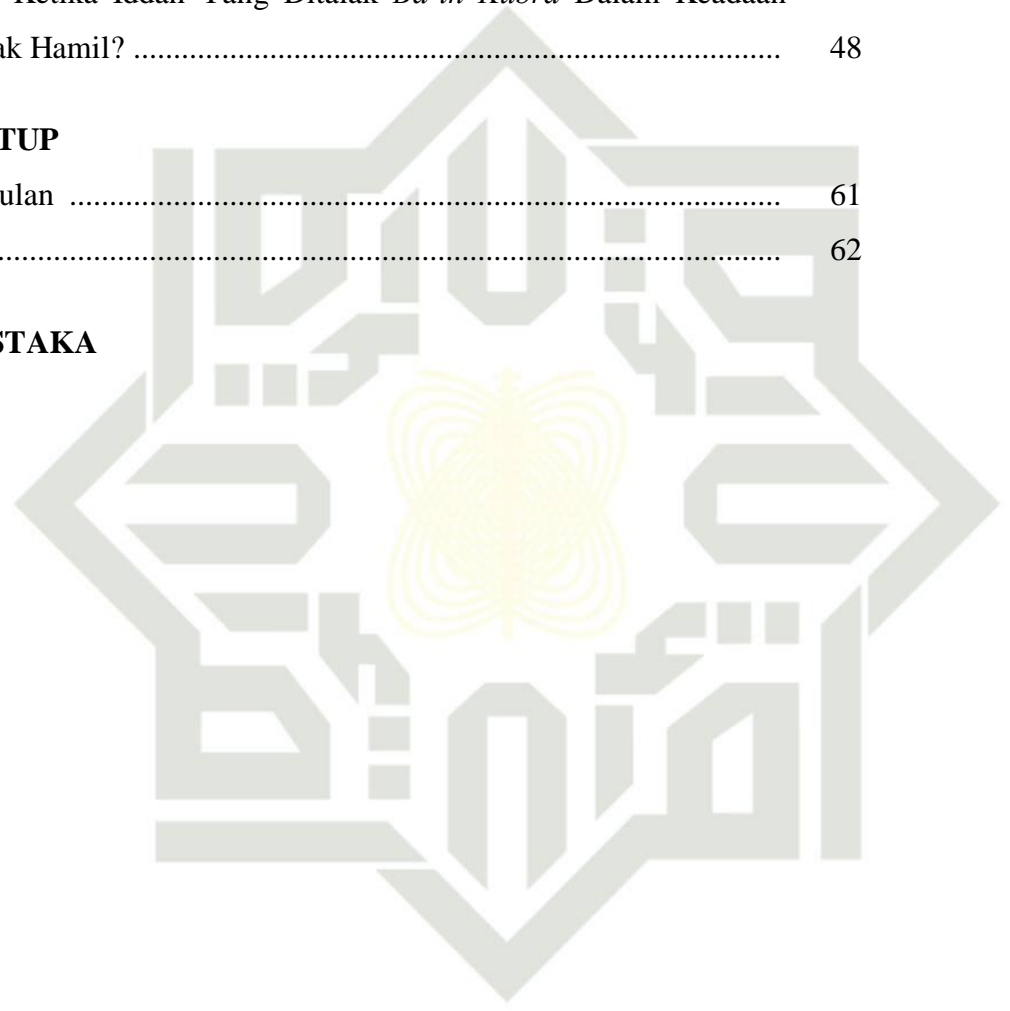 Ketika Iddah Yang Ditalak Ba'in Kubra Dalam Keadaan
ak Hamil? .................................................................................. 48
TUP
ulan .......................................................................................... 61
.................................................................................................... 62
STAKA